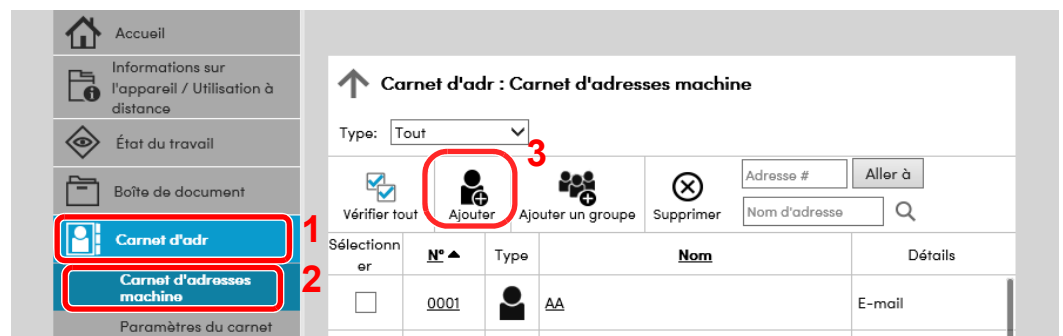 Accueil
Informations sur
l'appareil / Utilisation à
distance
État du travail
Boîte de document
Carnet d'adr
1
Carnet d'adresses
machine
2
Paramètres du carnet
Carnet d'adr : Carnet d'adresses machine
Type: Tout
3
Vérifier tout
Ajouter
Ajouter un groupe
Supprimer
Adresse #
Aller à
Nom d'adresse
Sélectionn
er
N°
Type
Nom
Détails
0001
AA
E-mail